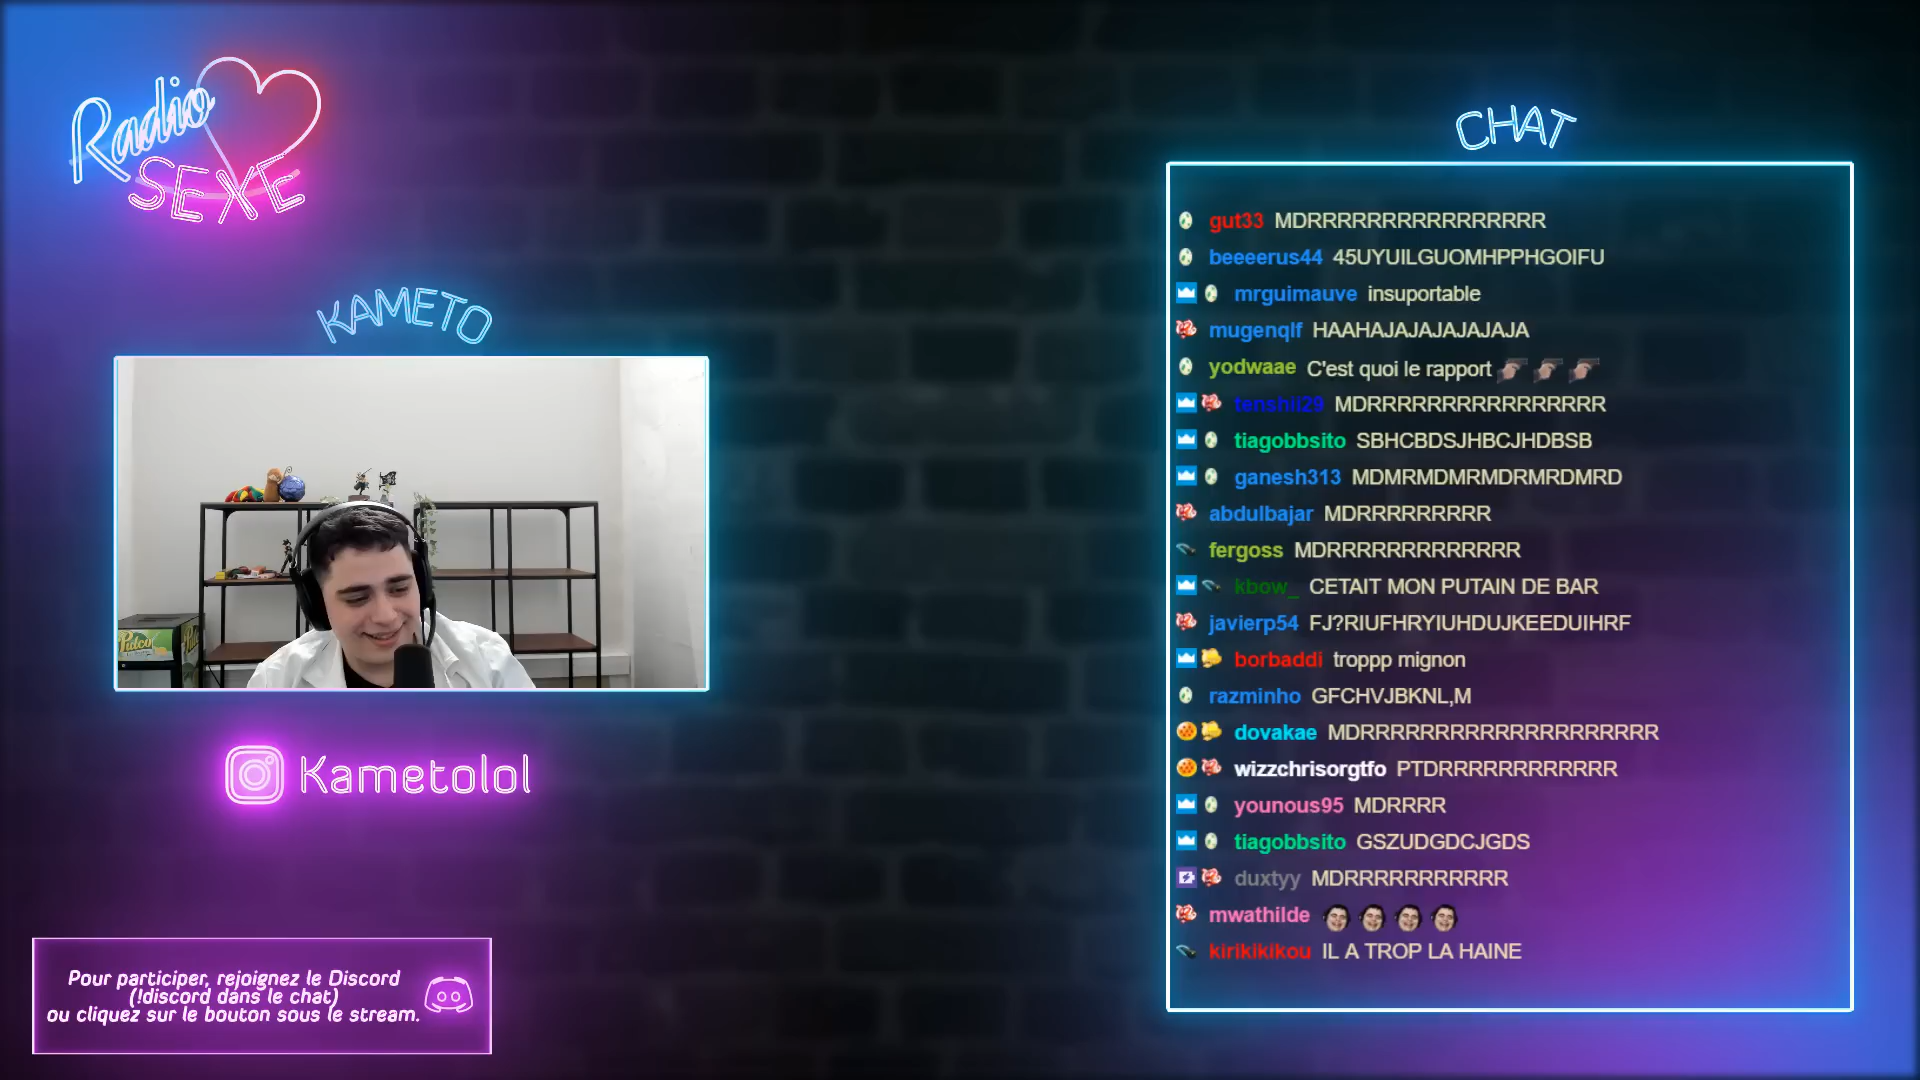 Radio
SEXE
KAMETO
Pulco
Kametolol
Pour participer, rejoignez le Discord
(!discord dans le chat)
ou cliquez sur le bouton sous le stream.
CHAT
gut33 MDRRRRRRRRRRRRRRRR
beeeerus44 45UYUILGUOMHPPHGOIFU
mrguimauve insuportable
mugenqlf HAAHAJAJAJAJAJAJA
yodwaae C'est quoi le rapport
tenshii29 MDRRRRRRRRRRRRRRRR
tiagobbsito SBHCBDSJHBCJHDBSB
ganesh313 MDMRMDMRMDRMRDMRD
abdulbajar MDRRRRRRRRR
fergoss MDRRRRRRRRRRRRR
kbow_ CETAIT MON PUTAIN DE BAR
javierp54 FJ?RIUFHRYIUHDUJKEEDUIHRF
borbaddi troppp mignon
razminho GFCHVJBKNL,M
dovakae MDRRRRRRRRRRRRRRRRRRRR
wizzchrisorgtfo PTDRRRRRRRRRRRR
younous95 MDRRRR
tiagobbsito GSZUDGDCJGDS
duxtyy MDRRRRRRRRRRR
mwathilde
kirikikikou IL A TROP LA HAINE